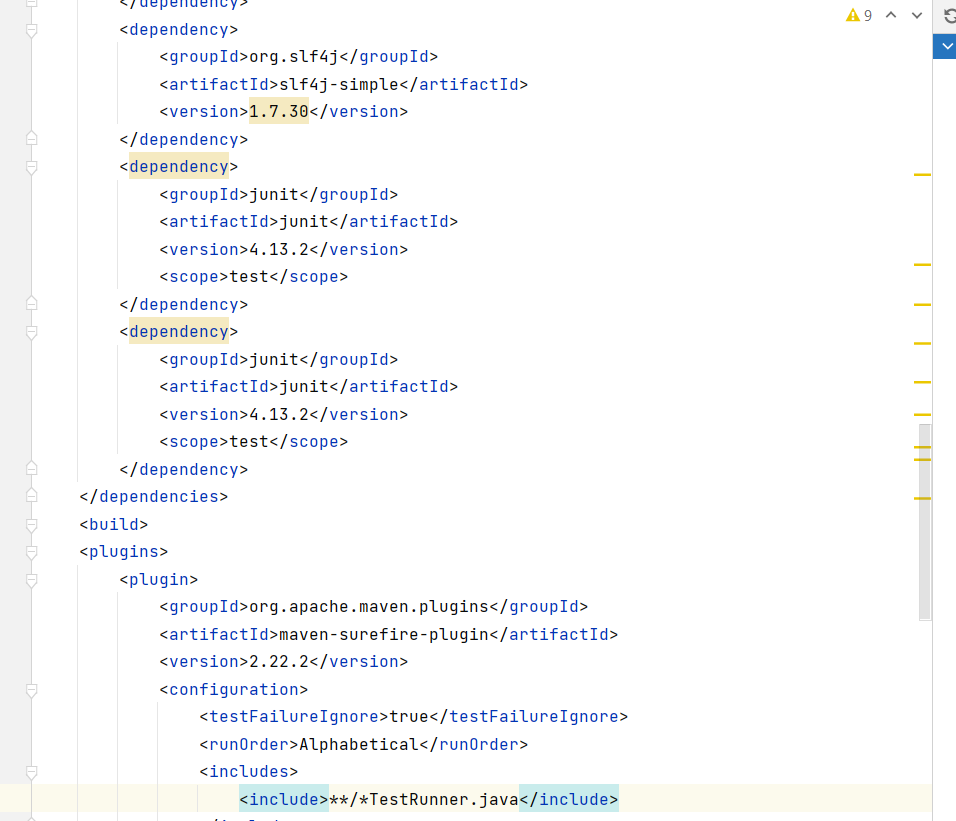 </dependency>
9
<dependency>
<groupId>org.slf4j</groupId>
<artifactId>slf4j-simple</artifactId>
<version>1.7.30</version>
</dependency>
<dependency>
<groupId>junit</groupId>
<artifactId>junit</artifactId>
<version>4.13.2</version>
<scope>test</scope>
</dependency>
<dependency>
<groupId>junit</groupId>
<artifactId>junit</artifactId>
<version>4.13.2</version>
<scope>test</scope>
</dependency>
</dependencies>
<build>
<plugins>
<plugin>
<groupId>org.apache.maven.plugins</groupId>
<artifactId>maven-surefire-plugin</artifactId>
<version>2.22.2</version>
<configuration>
<testFailureIgnore>true</testFailureIgnore>
<runOrder>Alphabetical</runOrder>
<includes>
<include>**/*TestRunner.java</include>